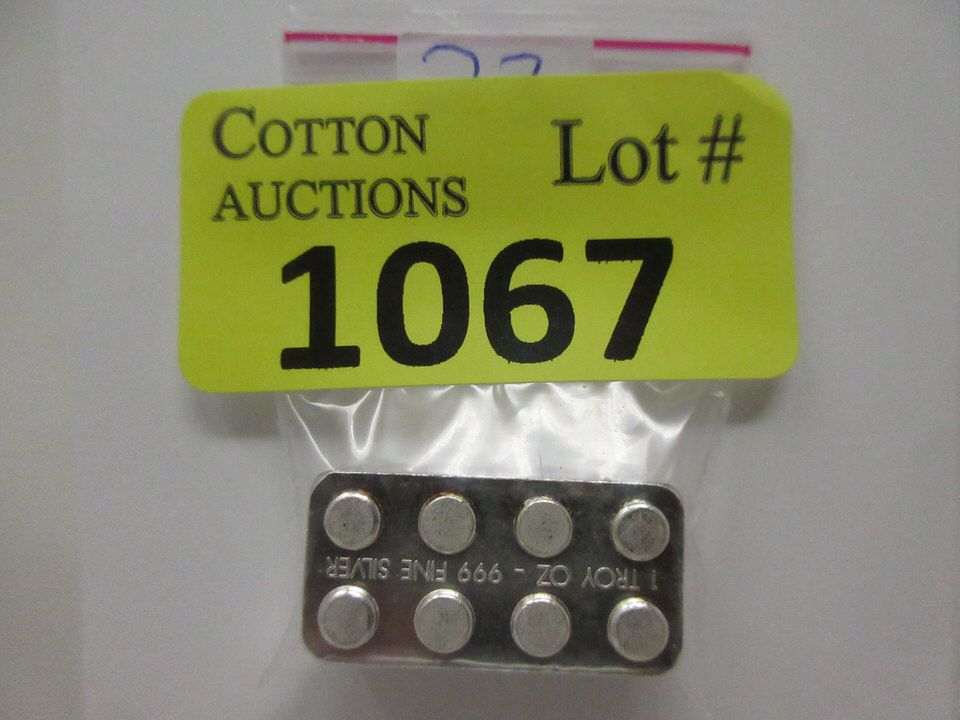 COTTON
AUCTIONS
Lot #
1067
1 TROY OZ - 999 FINE SILVER